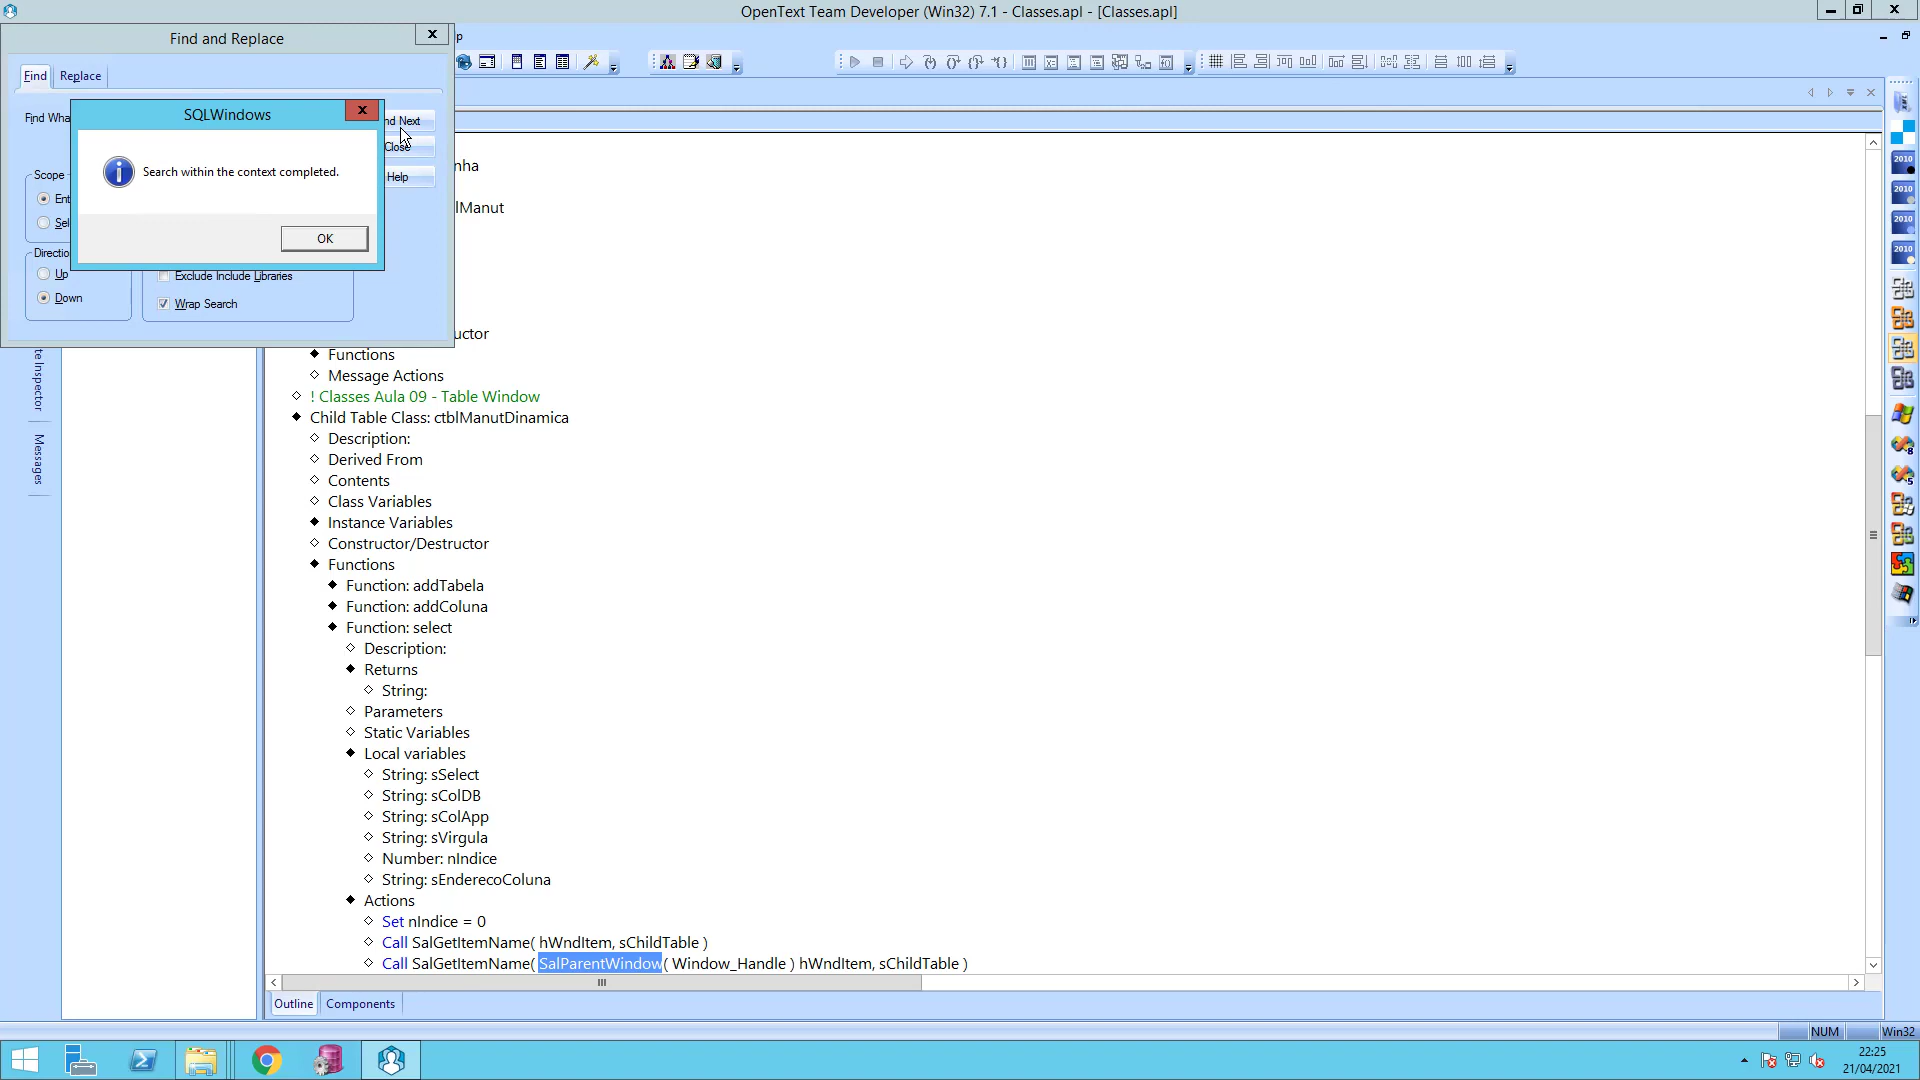 OpenText Team Developer (Win32) 7.1 - Classes.apl - [Classes.apl]
Find and Replace
Find
Replace
Find Wha
nd Next
Close
Help
SQLWindows
Search within the context completed.
OK
Scope
Ent
Sel
Directio
Up
Down
Exclude Include Libraries
Wrap Search
nha
lManut
uctor
Functions
Message Actions
! Classes Aula 09 - Table Window
Child Table Class: ctblManutDinamica
Description:
Derived From
Contents
Class Variables
Instance Variables
Constructor/Destructor
Functions
Function: addTabela
Function: addColuna
Function: select
Description:
Returns
String:
Parameters
Static Variables
Local variables
String: sSelect
String: sColDB
String: sColApp
String: sVirgula
Number: nIndice
String: sEnderecoColuna
Actions
Set nIndice = 0
Call SalGetItemName( hWndItem, sChildTable )
Call SalGetItemName( SalParentWindow( Window_Handle ) hWndItem, sChildTable )
te Inspector
Messages
Outline
Components
2010
2010
2010
2010
NUM
Win32
22:25
21/04/2021